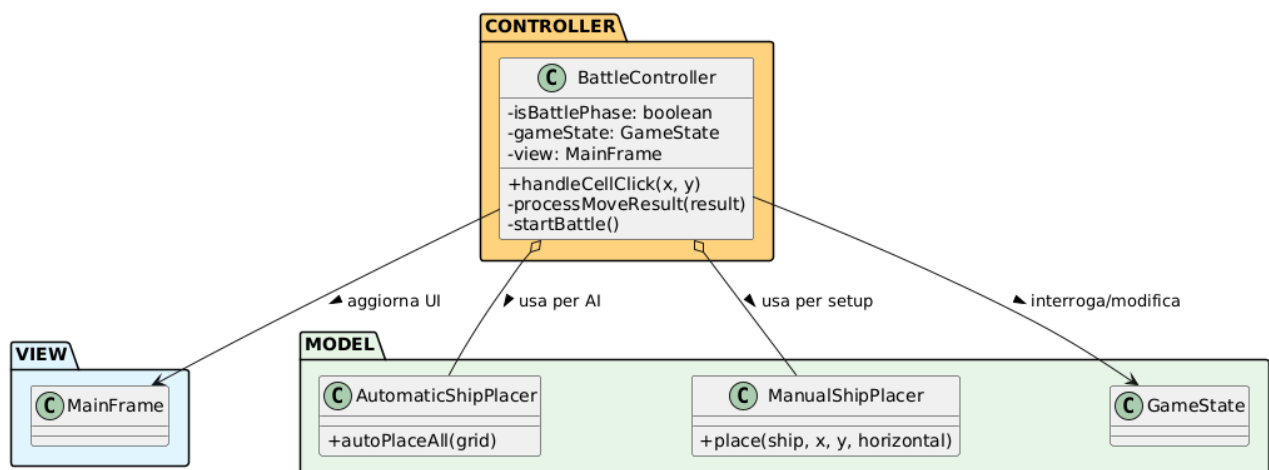 CONTROLLER
C BattleController
-isBattlePhase: boolean
-gameState: GameState
-view: MainFrame
+handleCellClick(x, y)
-processMoveResult(result)
-startBattle()
aggiorna UI
usa per AI
usa per setup
interroga/modifica
VIEW
C MainFrame
MODEL
C AutomaticShipPlacer
+autoPlaceAll(grid)
C ManualShipPlacer
+place(ship, x, y, horizontal)
C GameState